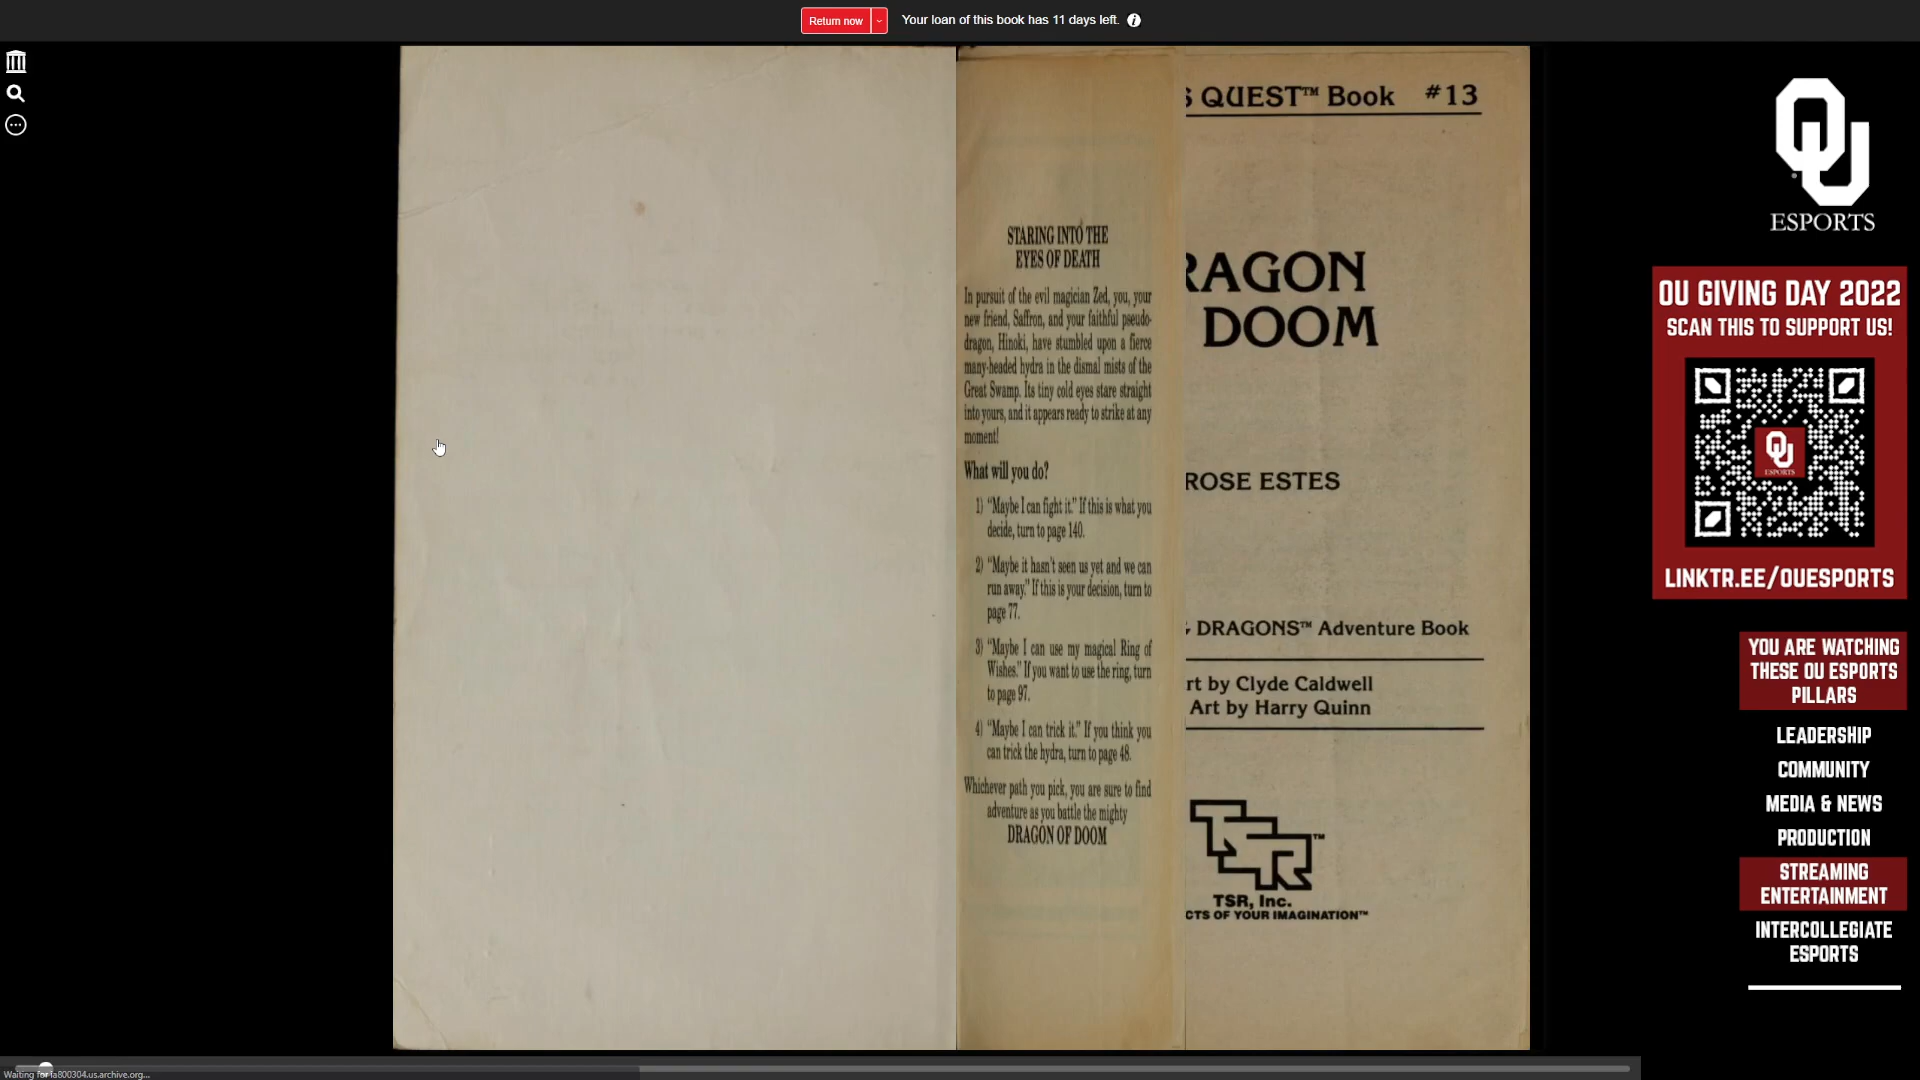 Return now
Your loan of this book has 11 days left.
STARING INTO THE
EYES OF DEATH
In pursuit of the evil magician Zed, you, your
new friend, Saffron, and your faithful pseudo-
dragon, Hinoki, have stumbled upon a fierce
many-headed hydra in the dismal mists of the
Great Swamp. Its tiny cold eyes stare straight
into yours, and it appears ready to strike at any
moment!
What will you do?
1) “Maybe I can fight it.” If this is what you
decide, turn to page 140.
2) “Maybe it hasn't seen us yet and we can
run away.” If this is your decision, turn to
page 77.
3) “Maybe I can use my magical Ring of
Wishes.” If you want to use the ring, turn
to page 97.
4) “Maybe I can trick it.” If you think you
can trick the hydra, turn to page 48.
Whichever path you pick, you are sure to find
adventure as you battle the mighty
DRAGON OF DOOM
S QUEST™ Book #13
RAGON
DOOM
ROSE ESTES
& DRAGONS™ Adventure Book
rt by Clyde Caldwell
Art by Harry Quinn
TSR™
TSR, Inc.
CTS OF YOUR IMAGINATION™
OU
ESPORTS
OU GIVING DAY 2022
SCAN THIS TO SUPPORT US!
OU
ESPORTS
LINKTR.EE/OUESPORTS
YOU ARE WATCHING
THESE OU ESPORTS
PILLARS
LEADERSHIP
COMMUNITY
MEDIA & NEWS
PRODUCTION
STREAMING
ENTERTAINMENT
INTERCOLLEGIATE
ESPORTS
Waiting for ia800304.us.archive.org...